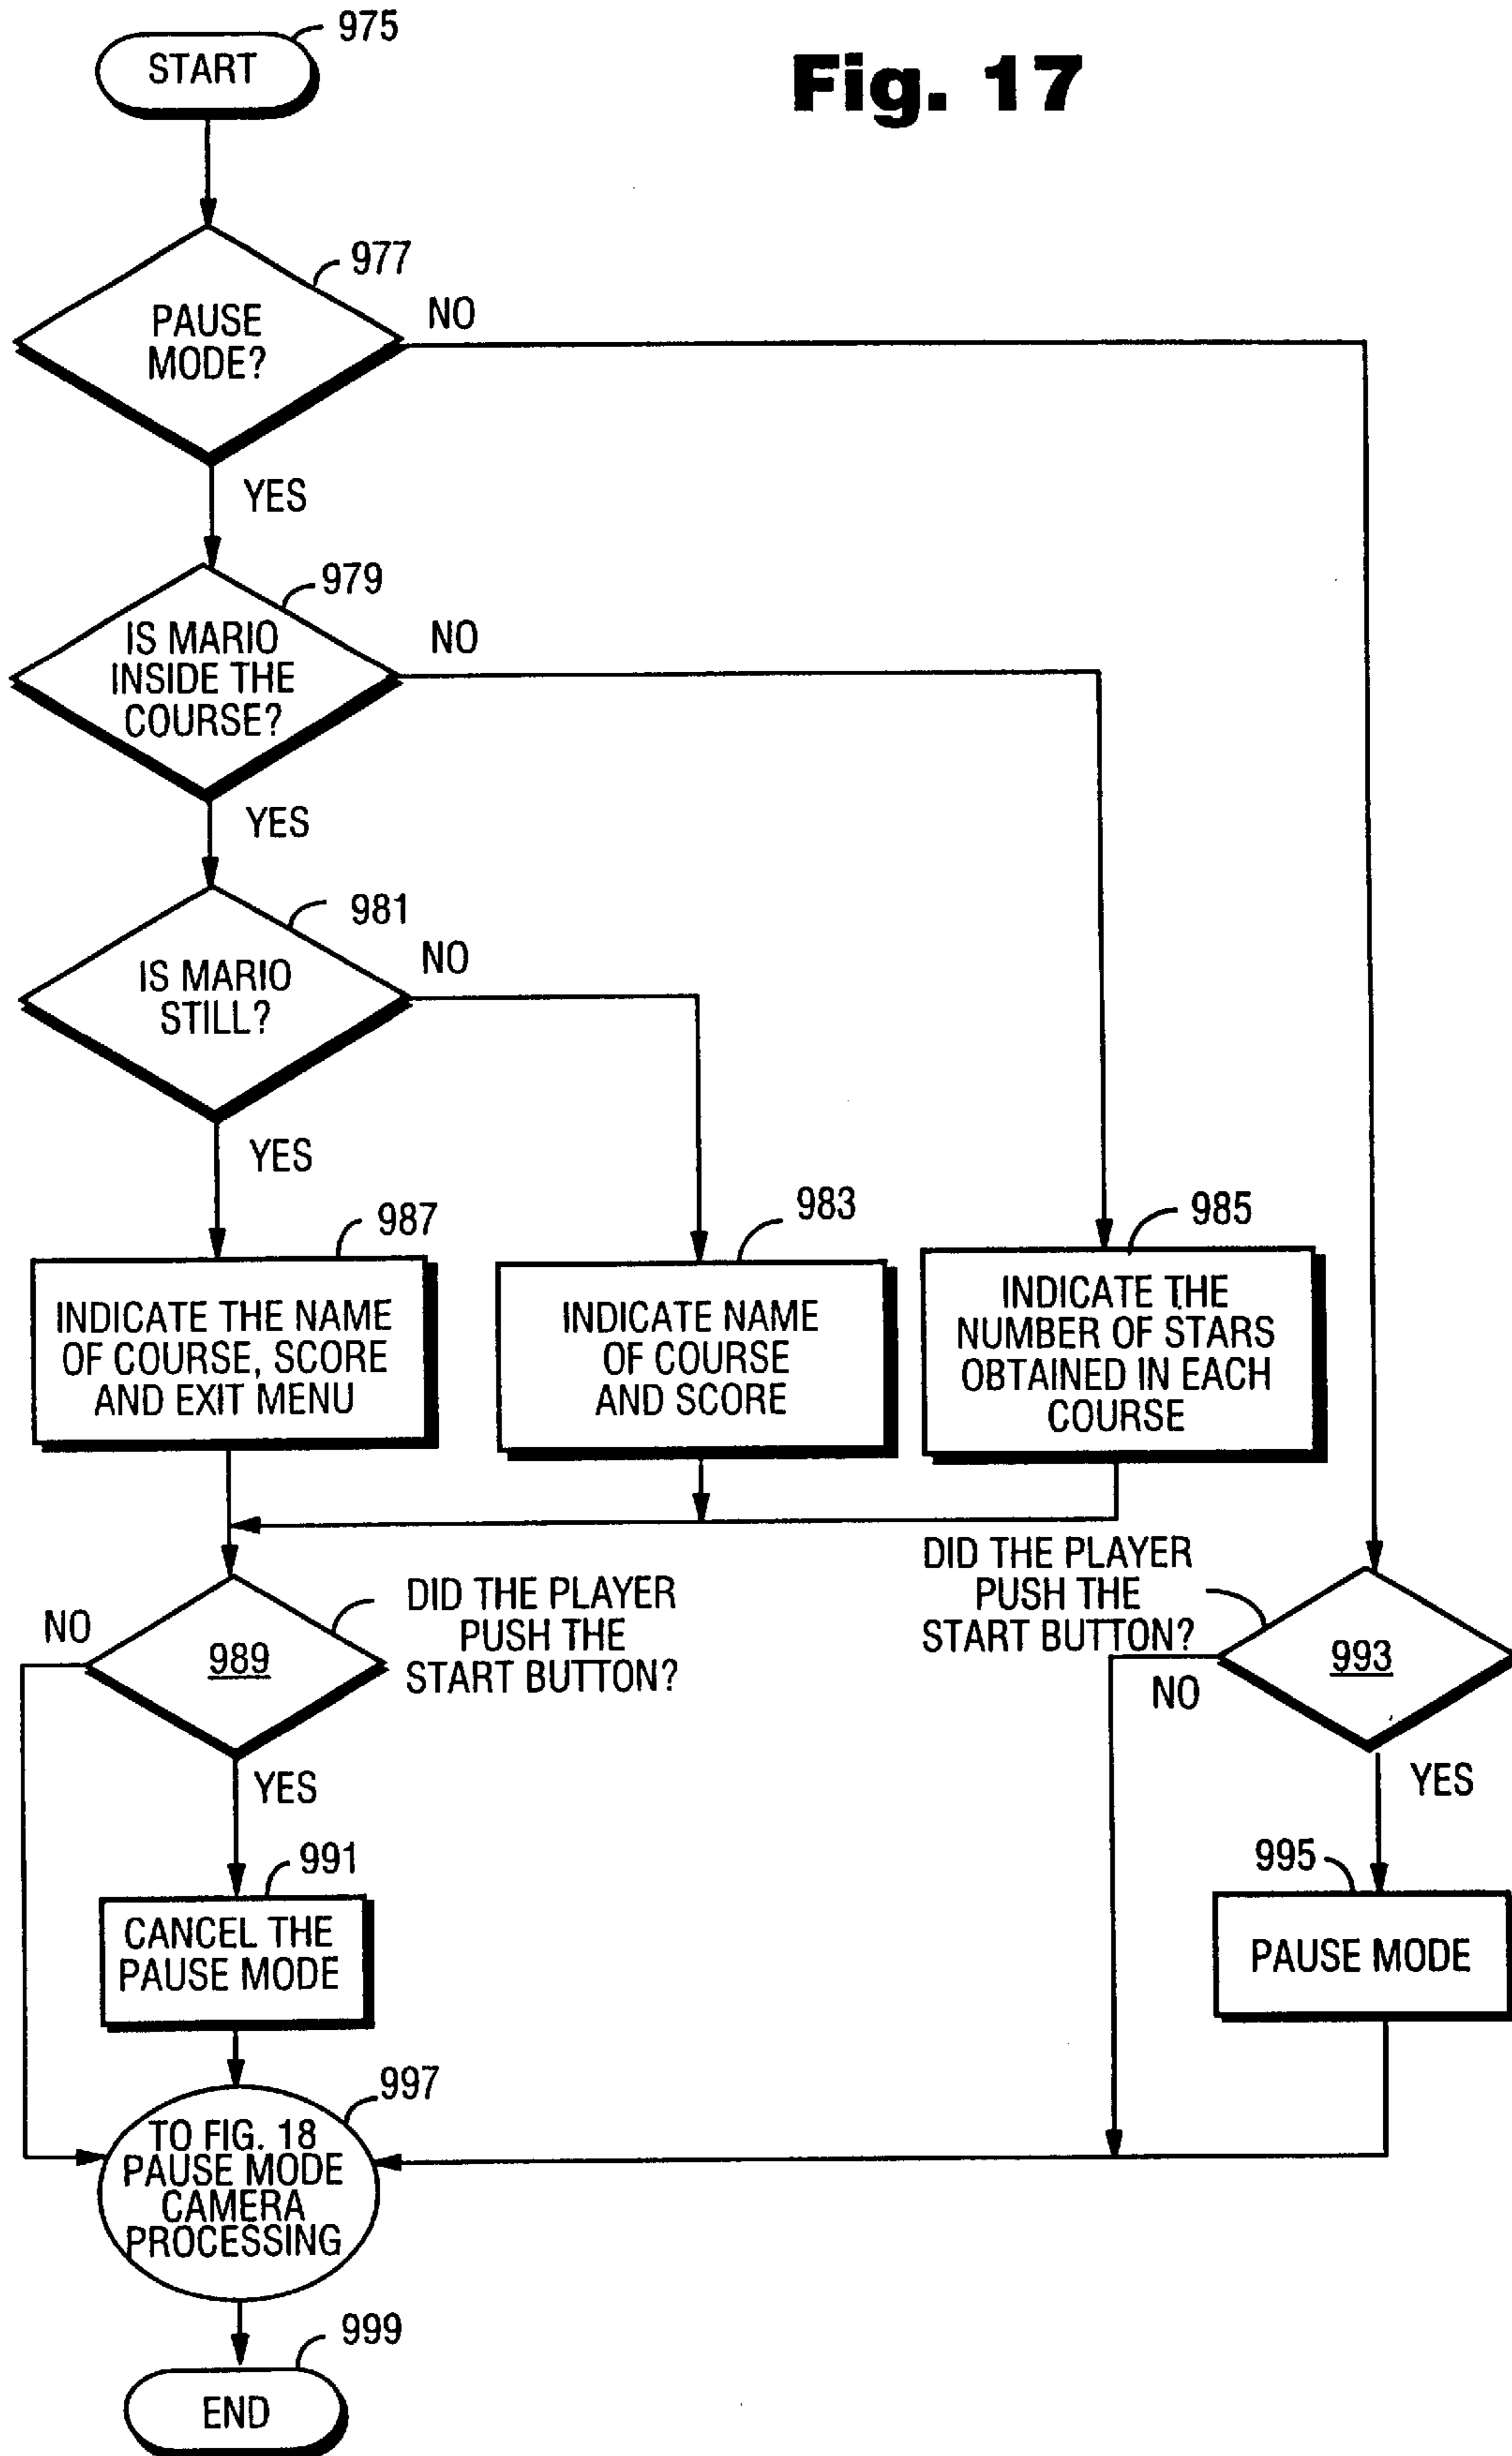 Fig. 17
975
START
977
PAUSE
MODE?
NO
YES
979
IS MARIO
INSIDE THE
COURSE?
NO
YES
981
IS MARIO
STILL?
NO
YES
987
INDICATE THE NAME
OF COURSE, SCORE
AND EXIT MENU
983
INDICATE NAME
OF COURSE
AND SCORE
985
INDICATE THE
NUMBER OF STARS
OBTAINED IN EACH
COURSE
NO
989
DID THE PLAYER
PUSH THE
START BUTTON?
YES
DID THE PLAYER
PUSH THE
START BUTTON?
993
NO
YES
991
CANCEL THE
PAUSE MODE
995
PAUSE MODE
997
TO FIG. 18
PAUSE MODE
CAMERA
PROCESSING
999
END